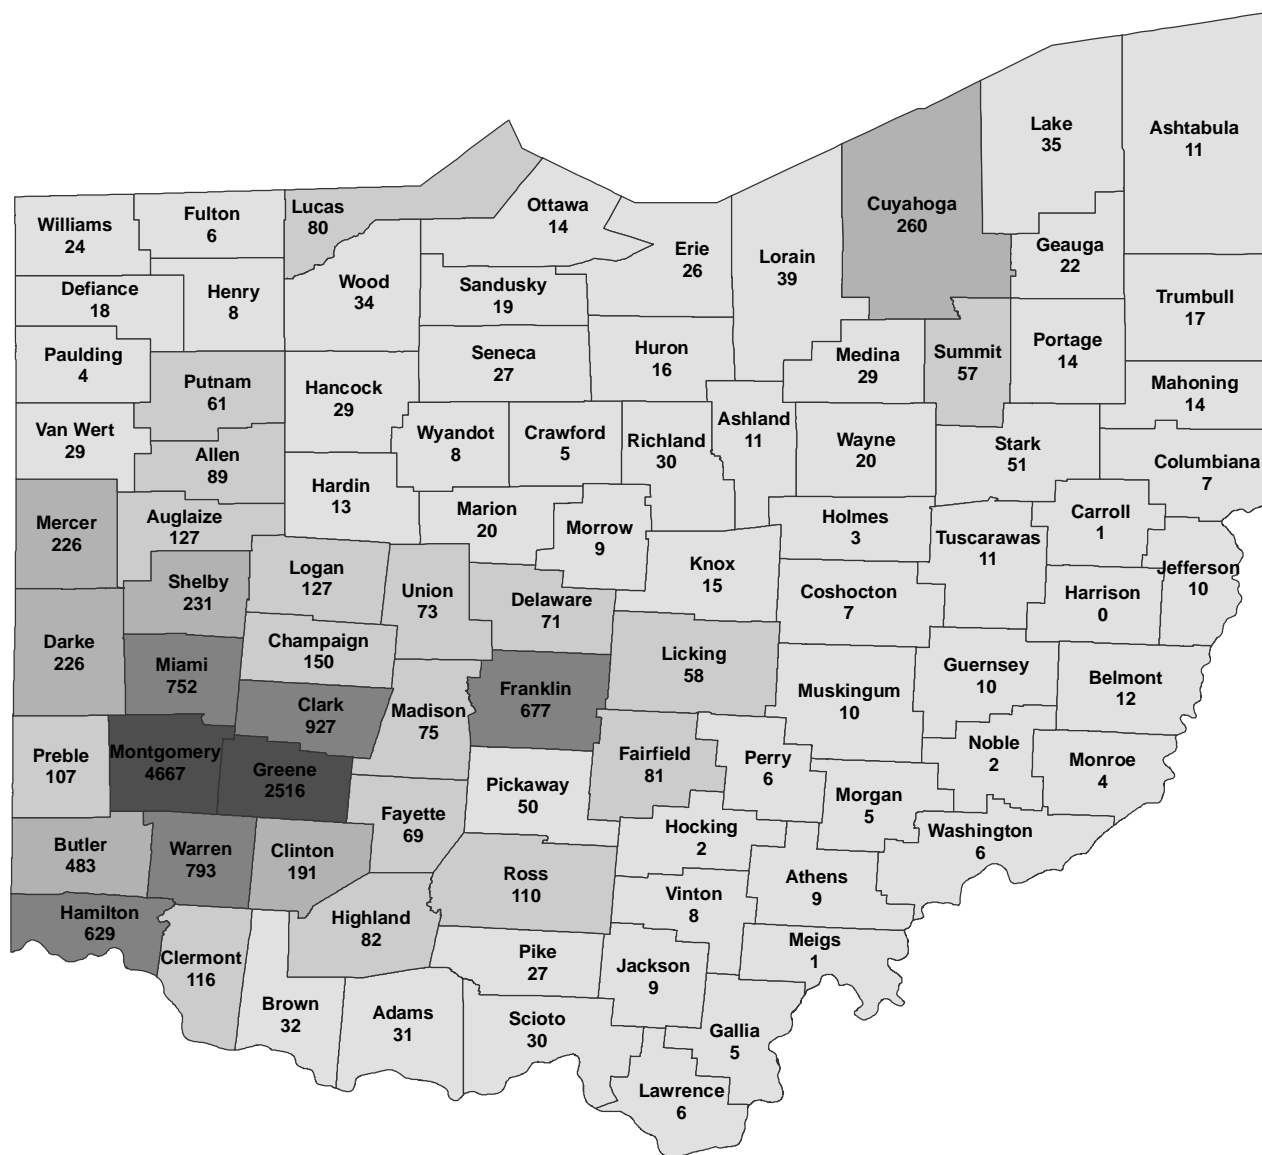 Lake
35
Ashtabula
11
Cuyahoga
260
Williams
24
Fulton
6
Lucas
80
Ottawa
14
Erie
26
Lorain
39
Geauga
22
Defiance
18
Henry
8
Wood
34
Sandusky
19
Trumbull
17
Paulding
4
Putnam
61
Hancock
29
Seneca
27
Huron
16
Medina
29
Summit
57
Portage
14
Mahoning
14
Van Wert
29
Allen
89
Wyandot
8
Crawford
5
Richland
30
Ashland
11
Wayne
20
Stark
51
Columbiana
7
Mercer
226
Auglaize
127
Hardin
13
Marion
20
Morrow
9
Holmes
3
Tuscarawas
11
Carroll
1
Jefferson
10
Shelby
231
Logan
127
Union
73
Delaware
71
Knox
15
Coshocton
7
Harrison
0
Darke
226
Miami
752
Champaign
150
Licking
58
Guernsey
10
Belmont
12
Clark
927
Madison
75
Franklin
677
Muskingum
10
Preble
107
Montgomery
4667
Greene
2516
Pickaway
50
Fairfield
81
Perry
6
Morgan
5
Noble
2
Monroe
4
Butler
483
Warren
793
Clinton
191
Fayette
69
Hocking
2
Washington
6
Ross
110
Vinton
8
Athens
9
Hamilton
629
Clermont
116
Highland
82
Pike
27
Jackson
9
Meigs
1
Brown
32
Adams
31
Scioto
30
Gallia
5
Lawrence
6